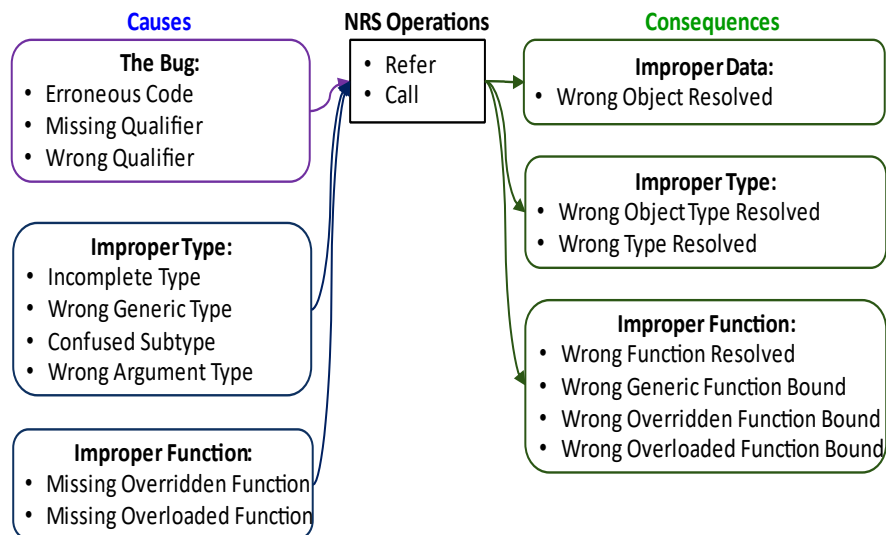 Causes
The Bug:
• Erroneous Code
• Missing Qualifier
• Wrong Qualifier
Improper Type:
• Incomplete Type
• Wrong Generic Type
• Confused Subtype
• Wrong Argument Type
Improper Function:
• Missing Overridden Function
• Missing Overloaded Function
NRS Operations
• Refer
• Call
Consequences
Improper Data:
• Wrong Object Resolved
Improper Type:
• Wrong Object Type Resolved
• Wrong Type Resolved
Improper Function:
• Wrong Function Resolved
• Wrong Generic Function Bound
• Wrong Overridden Function Bound
• Wrong Overloaded Function Bound